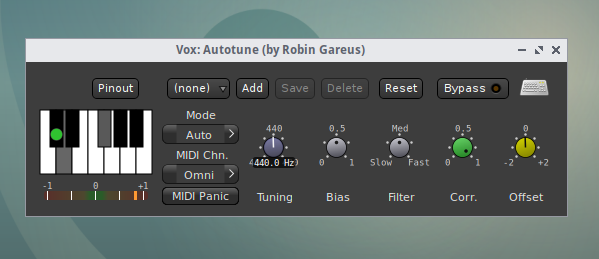 Vox: Autotune (by Robin Gareus)
Pinout
(none)
Add
Save
Delete
Reset
Bypass
Mode
Auto
MIDI Chn.
Omni
MIDI Panic
-1 0 +1
440
440.0 Hz
Tuning
0.5
0 1
Bias
Med
Slow Fast
Filter
0.5
0 1
Corr.
0
-2 +2
Offset